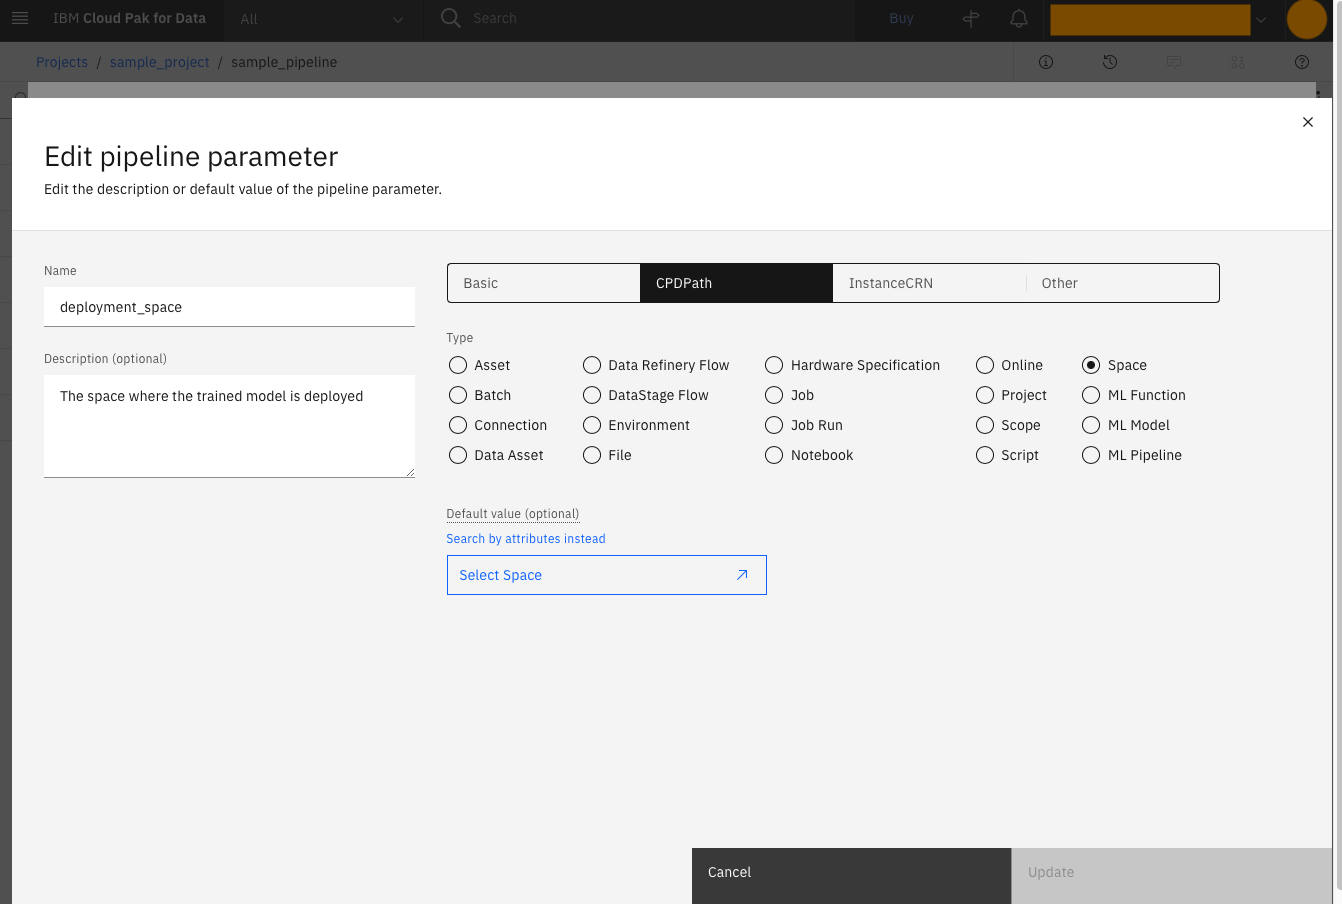 IBM Cloud Pak for Data
All
Search
Buy
Projects / sample_project / sample_pipeline
Edit pipeline parameter
Edit the description or default value of the pipeline parameter.
Name
deployment_space
Description (optional)
The space where the trained model is deployed
Basic
CPDPath
InstanceCRN
Other
Type
Asset
Batch
Connection
Data Asset
Data Refinery Flow
DataStage Flow
Environment
File
Hardware Specification
Job
Job Run
Notebook
Online
Project
Scope
Script
Space
ML Function
ML Model
ML Pipeline
Default value (optional)
Search by attributes instead
Select Space
Cancel
Update